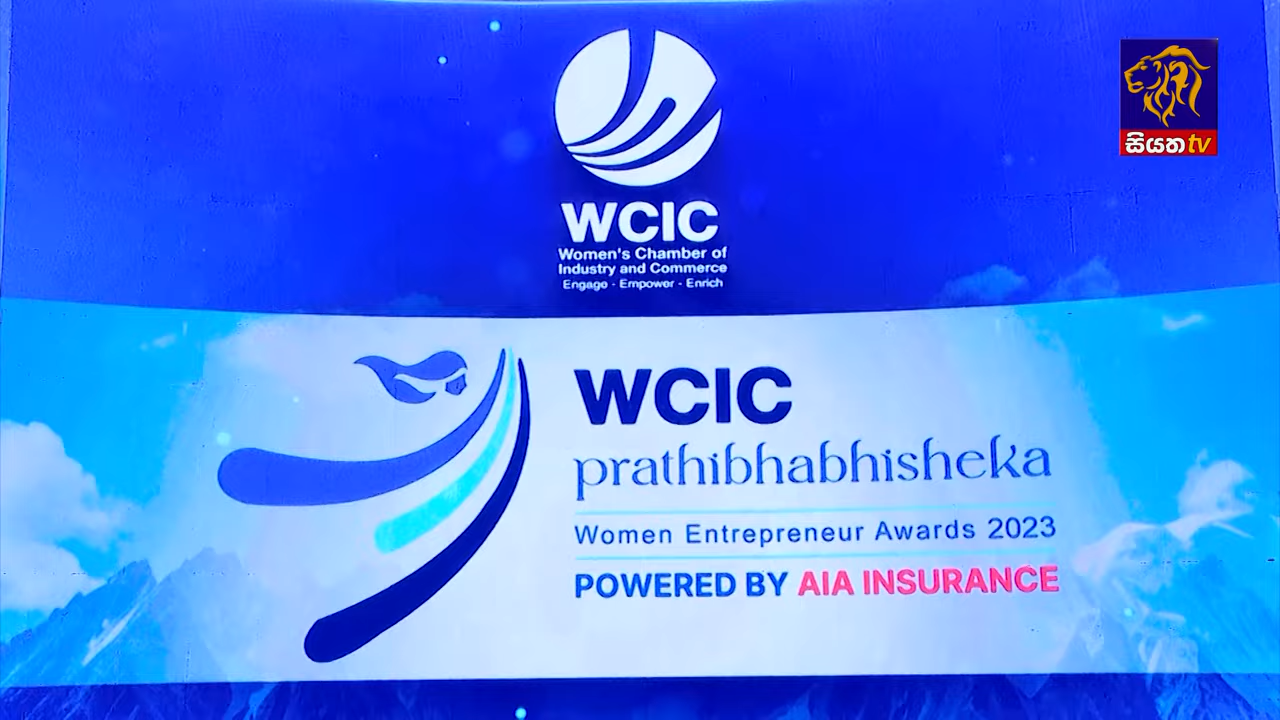 සියත tv
WCIC
Women's Chamber of
Industry and Commerce
Engage - Empower - Enrich
WCIC
prathibhabhisheka
Women Entrepreneur Awards 2023
POWERED BY AIA INSURANCE